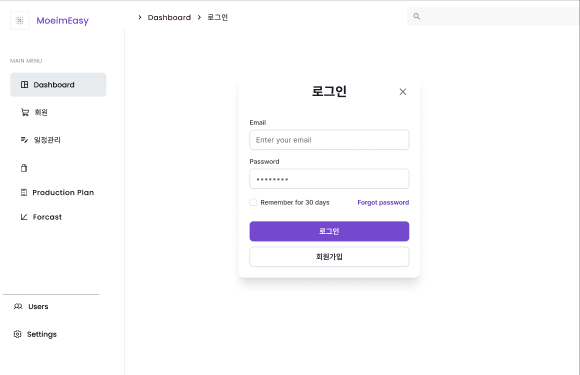 MoeimEasy
Dashboard
로그인
MAIN MENU
Dashboard
회원
일정관리
Production Plan
Forcast
Users
Settings
로그인
Email
Enter your email
Password
••••••••
Remember for 30 days
Forgot password
로그인
회원가입